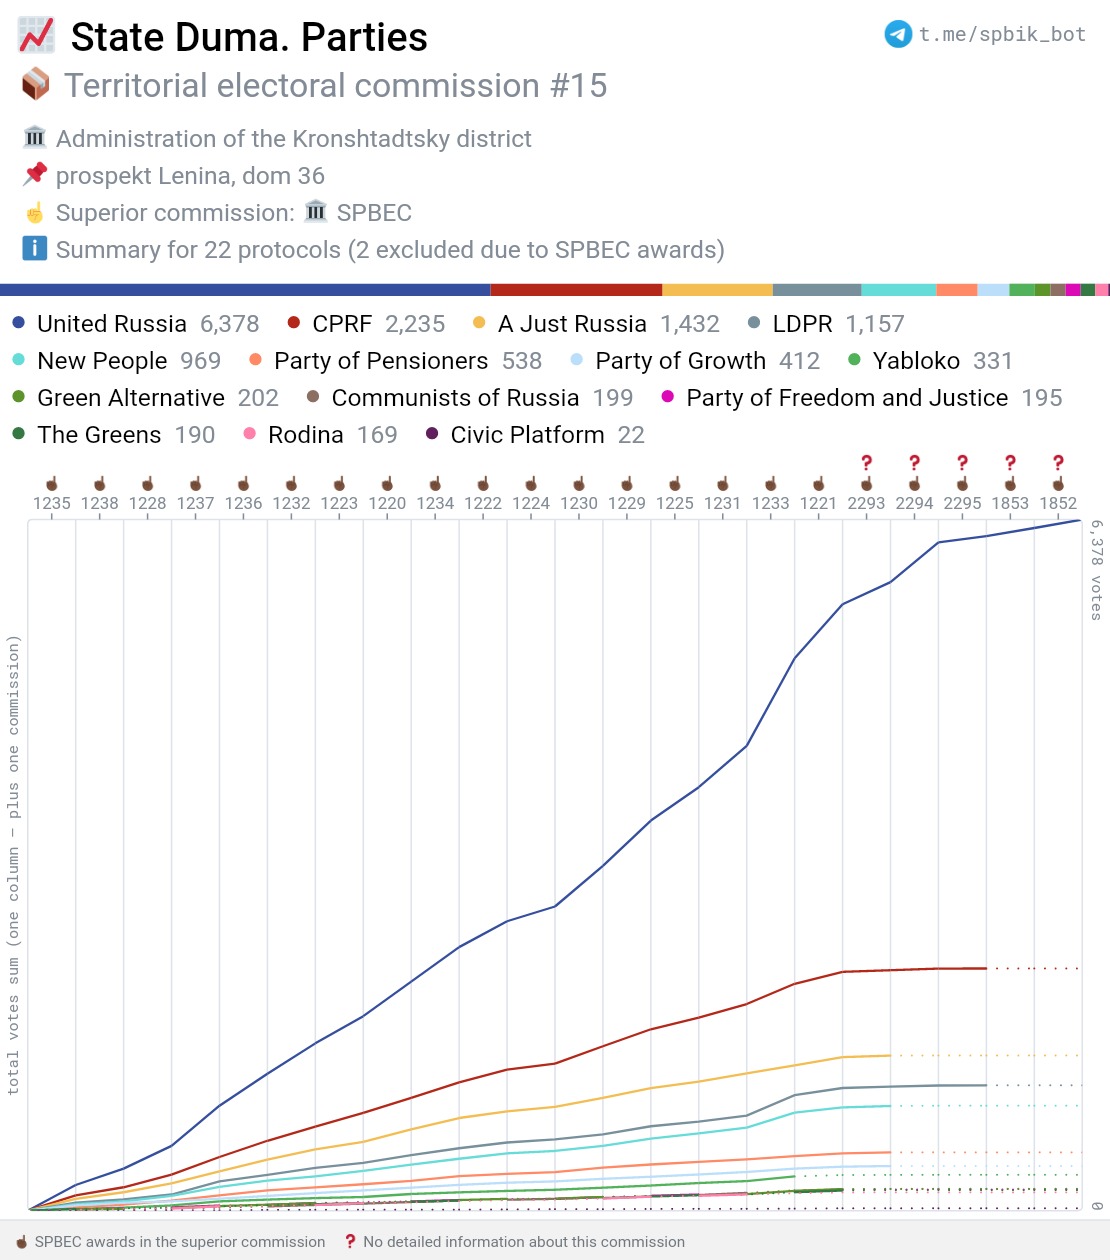 State Duma. Parties
t.me/spbik_bot
Territorial electoral commission #15
Administration of the Kronshtadtsky district
prospekt Lenina, dom 36
Superior commission: SPBEC
Summary for 22 protocols (2 excluded due to SPBEC awards)
United Russia 6,378 CPRF 2,235 A Just Russia 1,432 LDPR 1,157
New People 969 Party of Pensioners 538 Party of Growth 412 Yabloko 331
Green Alternative 202 Communists of Russia 199 Party of Freedom and Justice 195
The Greens 190 Rodina 169 Civic Platform 22
? ? ? ? ?
1235 1238 1228 1237 1236 1232 1223 1220 1234 1222 1224 1230 1229 1225 1231 1233 1221 2293 2294 2295 1853 1852
total votes sum (one column – plus one commission)
6,378 votes
0
SPBEC awards in the superior commission ? No detailed information about this commission